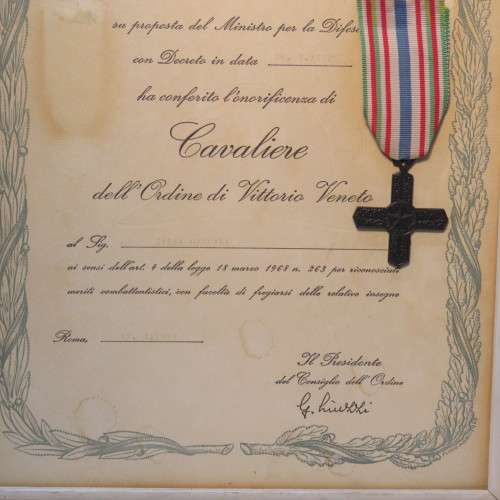 su proposta del Ministro per la Difesa
con Decreto in data
ha conferito l'onorificenza di
Cavaliere
dell'Ordine di Vittorio Veneto
al Sig.
ai sensi dell'art. 4 della legge 18 marzo 1968 n. 263 per riconosciuti
meriti combattentistici, con facoltà di fregiarsi delle relative insegne
Roma,
Il Presidente
del Consiglio dell'Ordine